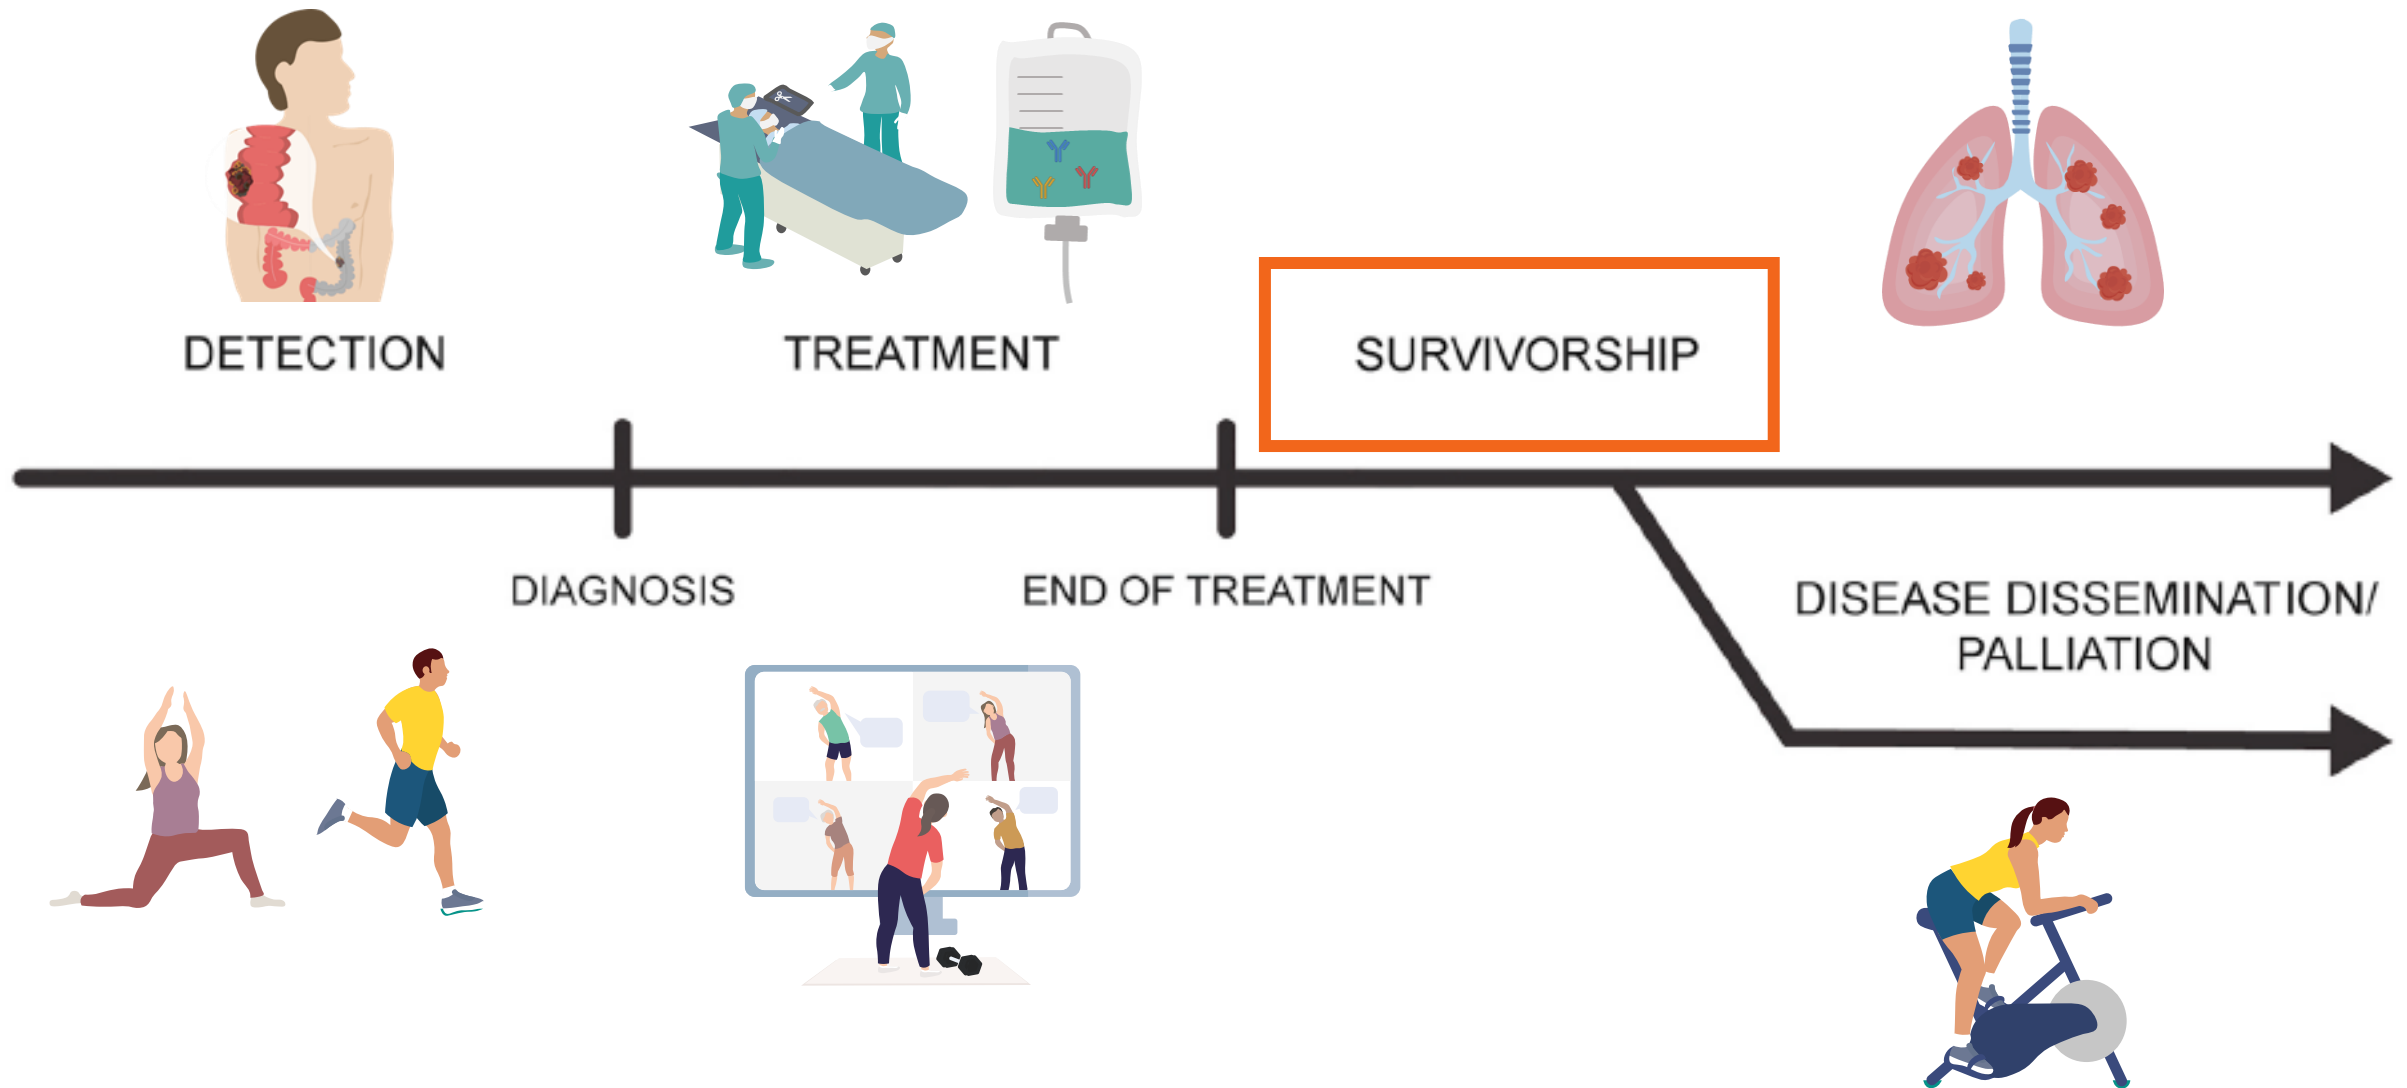 DETECTION
TREATMENT
SURVIVORSHIP
DIAGNOSIS
END OF TREATMENT
DISEASE DISSEMINATION/
PALLIATION